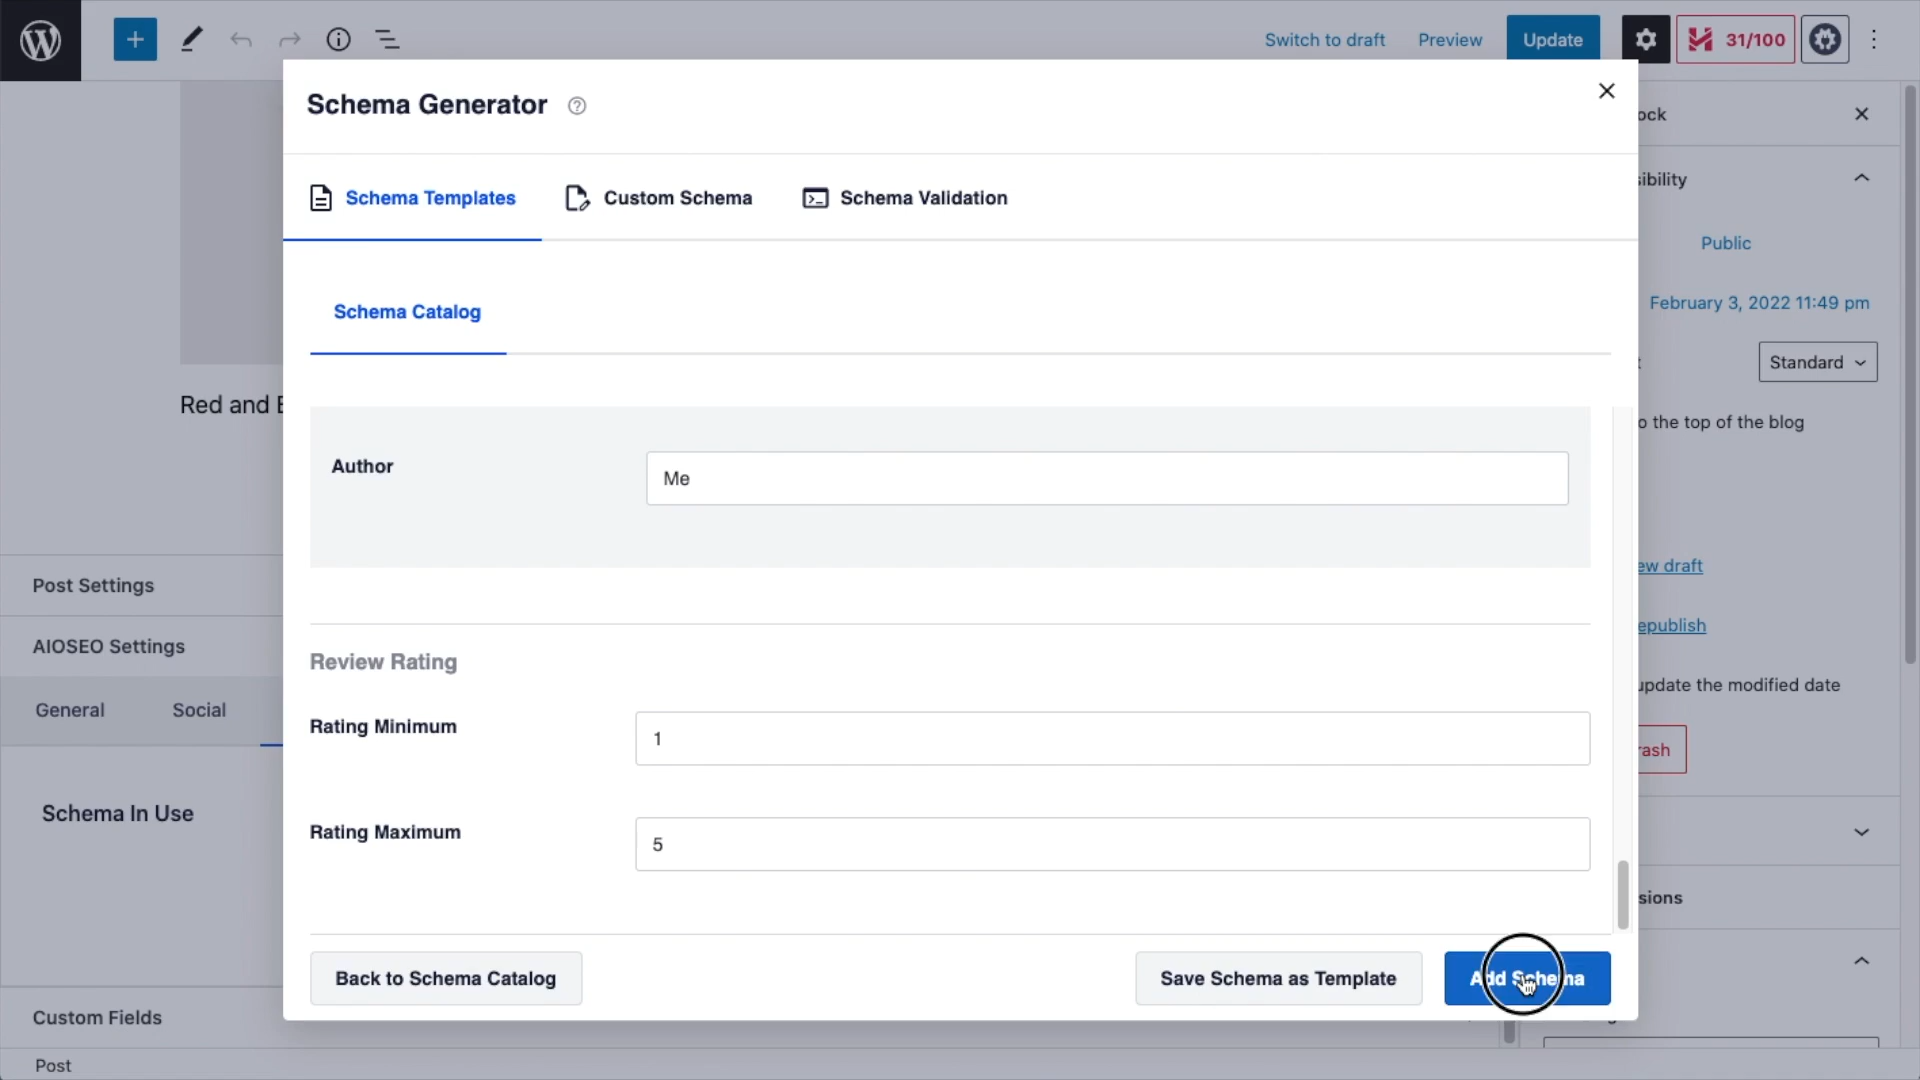 Switch to draft
Preview
Update
31/100
Schema Generator
Schema Templates
Custom Schema
Schema Validation
Schema Catalog
Author
Me
Review Rating
Rating Minimum
1
Rating Maximum
5
Back to Schema Catalog
Save Schema as Template
Add Schema
Red and
Post Settings
AIOSEO Settings
General
Social
Schema In Use
Custom Fields
Post
ock
ibility
Public
February 3, 2022 11:49 pm
Standard
o the top of the blog
ew draft
epublish
update the modified date
rash
sions